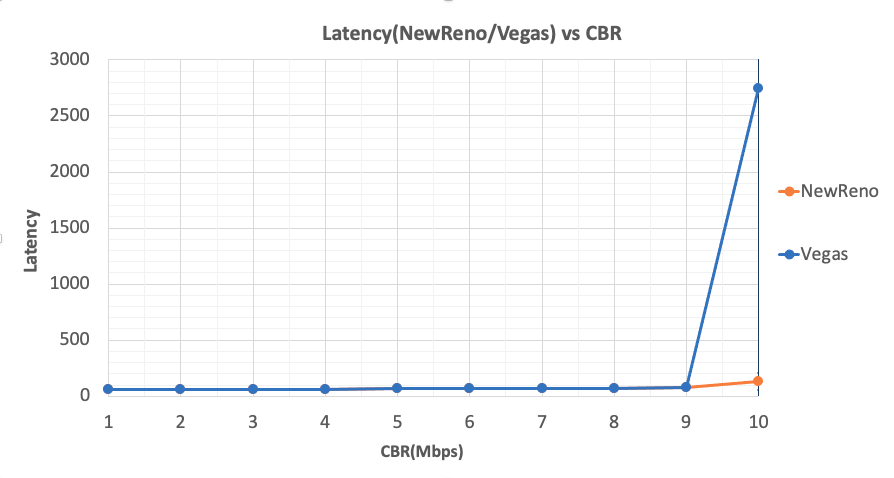 Latency(NewReno/Vegas) vs CBR
3000
2500
2000
1500
1000
500
0
Latency
1 2 3 4 5 6 7 8 9 10
CBR(Mbps)
NewReno
Vegas